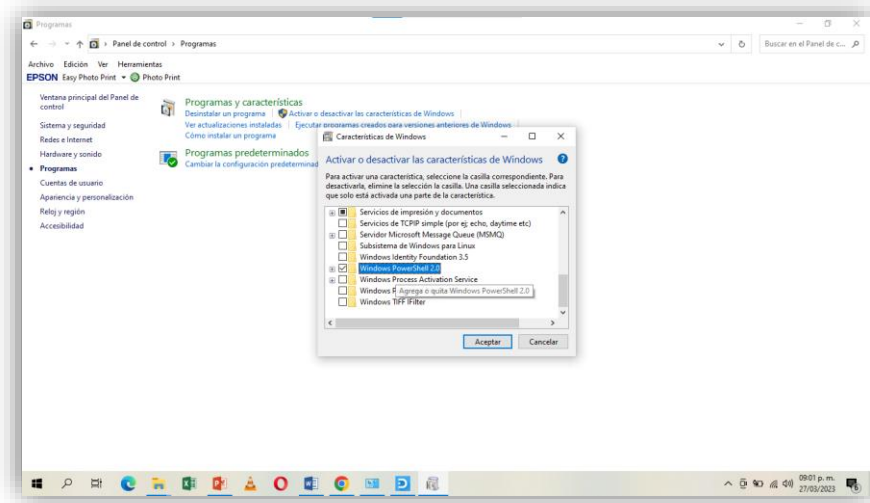 Programas
Panel de control › Programas
Buscar en el Panel de c...
Archivo Edición Ver Herramientas
EPSON Easy Photo Print Photo Print
Ventana principal del Panel de control
Sistema y seguridad
Redes e Internet
Hardware y sonido
Programas
Cuentas de usuario
Apariencia y personalización
Reloj y región
Accesibilidad
Programas y características
Desinstalar un programa Activar o desactivar las características de Windows
Ver actualizaciones instaladas Ejecutar programas creados para versiones anteriores de Windows
Cómo instalar un programa
Programas predeterminados
Cambiar la configuración predeterminad
Características de Windows
Activar o desactivar las características de Windows
Para activar una característica, seleccione la casilla correspondiente. Para
desactivarla, elimine la selección la casilla. Una casilla seleccionada indica
que solo está activada una parte de la característica.
Servicios de impresión y documentos
Servicios de TCPIP simple (por ej; echo, daytime etc)
Servidor Microsoft Message Queue (MSMQ)
Subsistema de Windows para Linux
Windows Identity Foundation 3.5
Windows PowerShell 2.0
Windows Process Activation Service
Windows P
Agrega o quita Windows PowerShell 2.0
Windows TIFF IFilter
Aceptar Cancelar
09:01 p. m.
27/03/2023